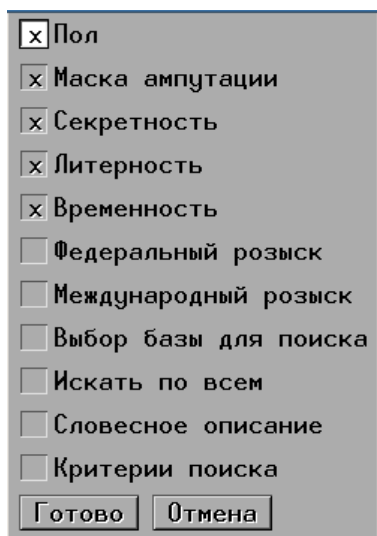 x Пол
x Маска ампутации
x Секретность
x Литерность
x Временность
Федеральный розыск
Международный розыск
Выбор базы для поиска
Искать по всем
Словесное описание
Критерии поиска
Готово Отмена